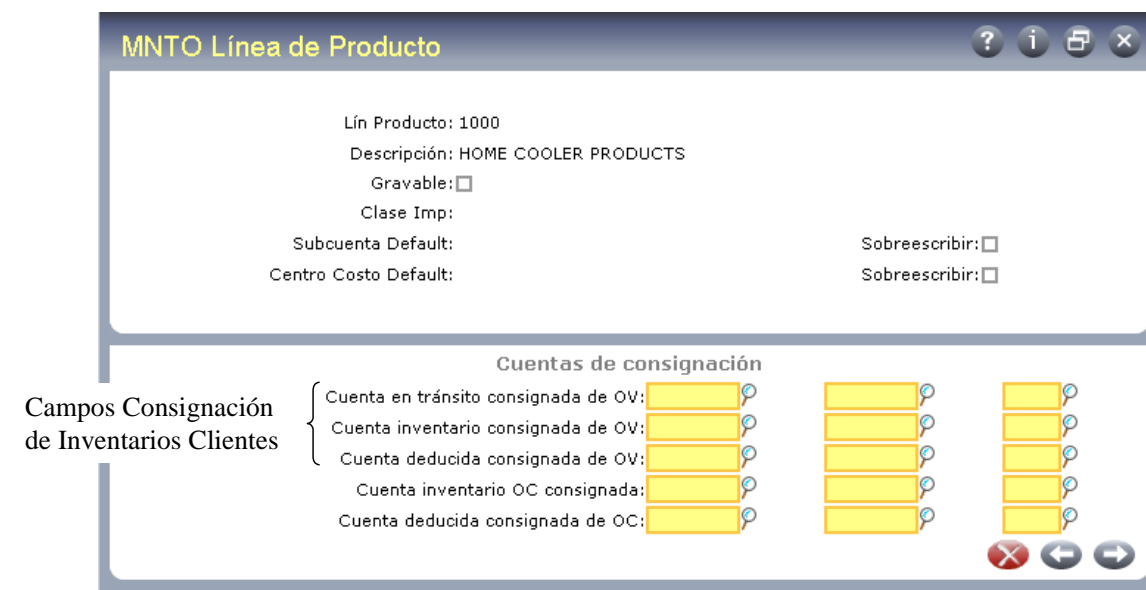 MNTO Línea de Producto
Lín Producto: 1000
Descripción: HOME COOLER PRODUCTS
Gravable:
Clase Imp:
Subcuenta Default: Sobreescribir:
Centro Costo Default: Sobreescribir:
Cuentas de consignación
Campos Consignación
de Inventarios Clientes
Cuenta en tránsito consignada de OV:
Cuenta inventario consignada de OV:
Cuenta deducida consignada de OV:
Cuenta inventario OC consignada:
Cuenta deducida consignada de OC: